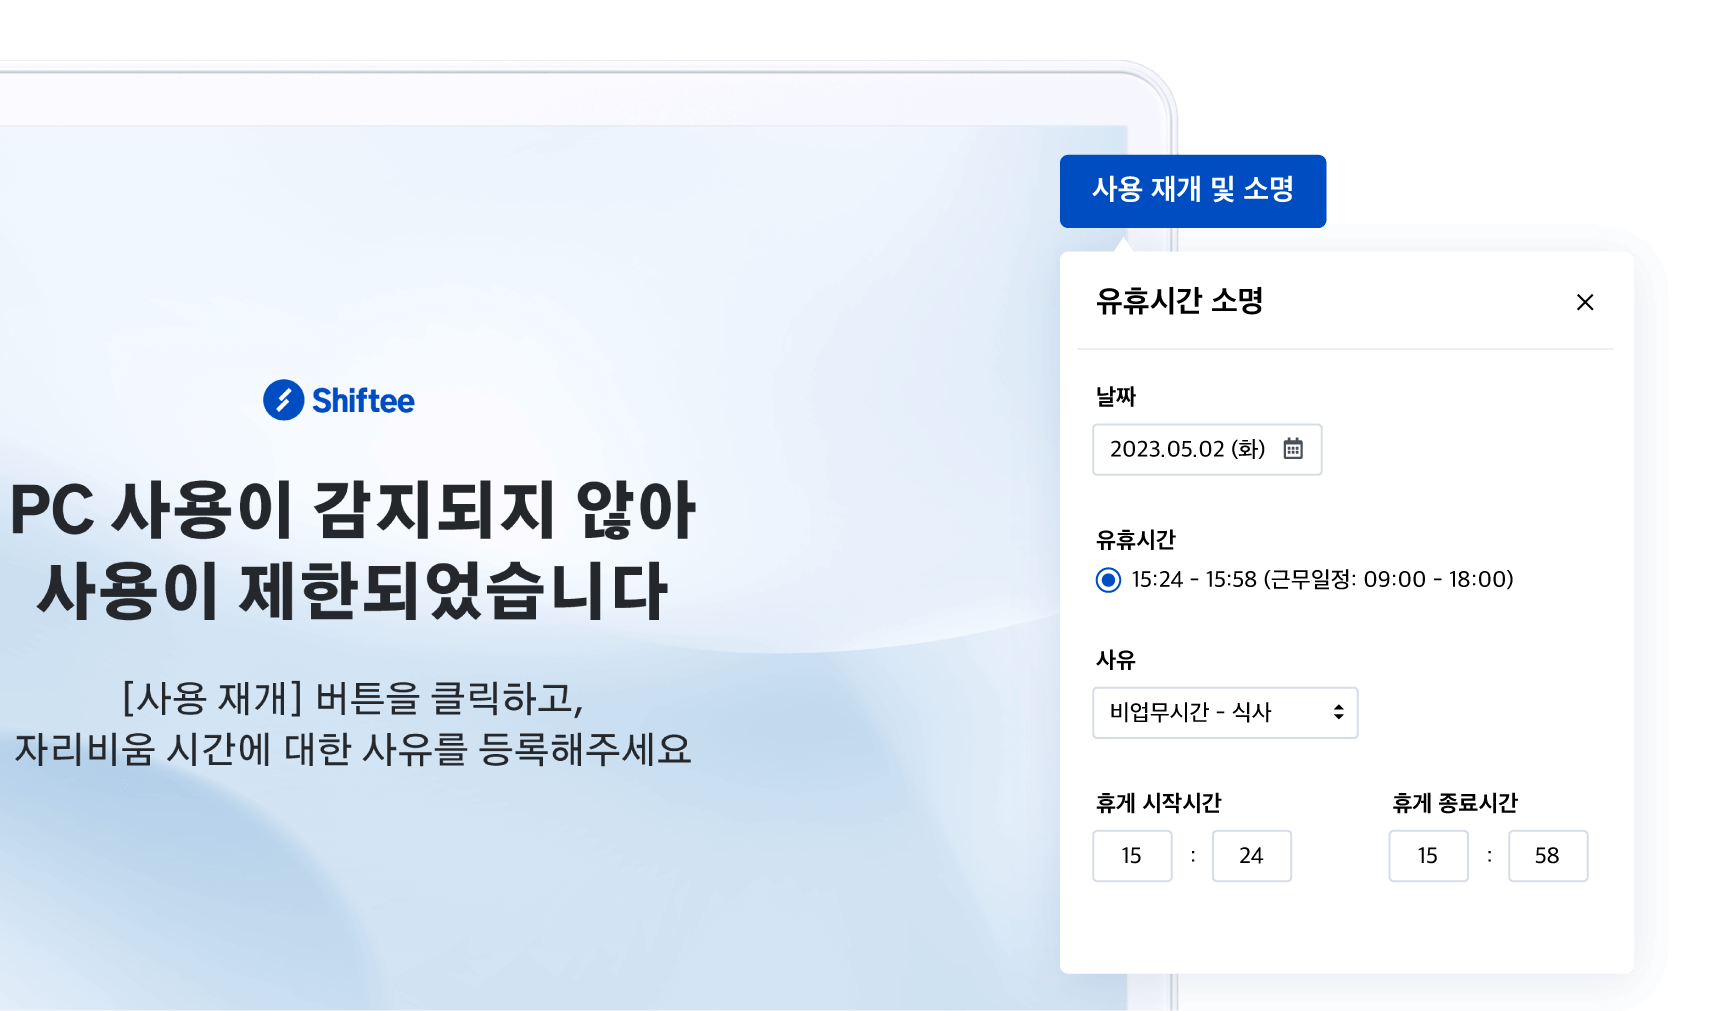 Shiftee
PC 사용이 감지되지 않아
사용이 제한되었습니다
[사용 재개] 버튼을 클릭하고,
자리비움 시간에 대한 사유를 등록해주세요
사용 재개 및 소명
유휴시간 소명
날짜
2023.05.02 (화)
유휴시간
15:24 - 15:58 (근무일정: 09:00 - 18:00)
사유
비업무시간 - 식사
휴게 시작시간 휴게 종료시간
15 : 24 15 : 58